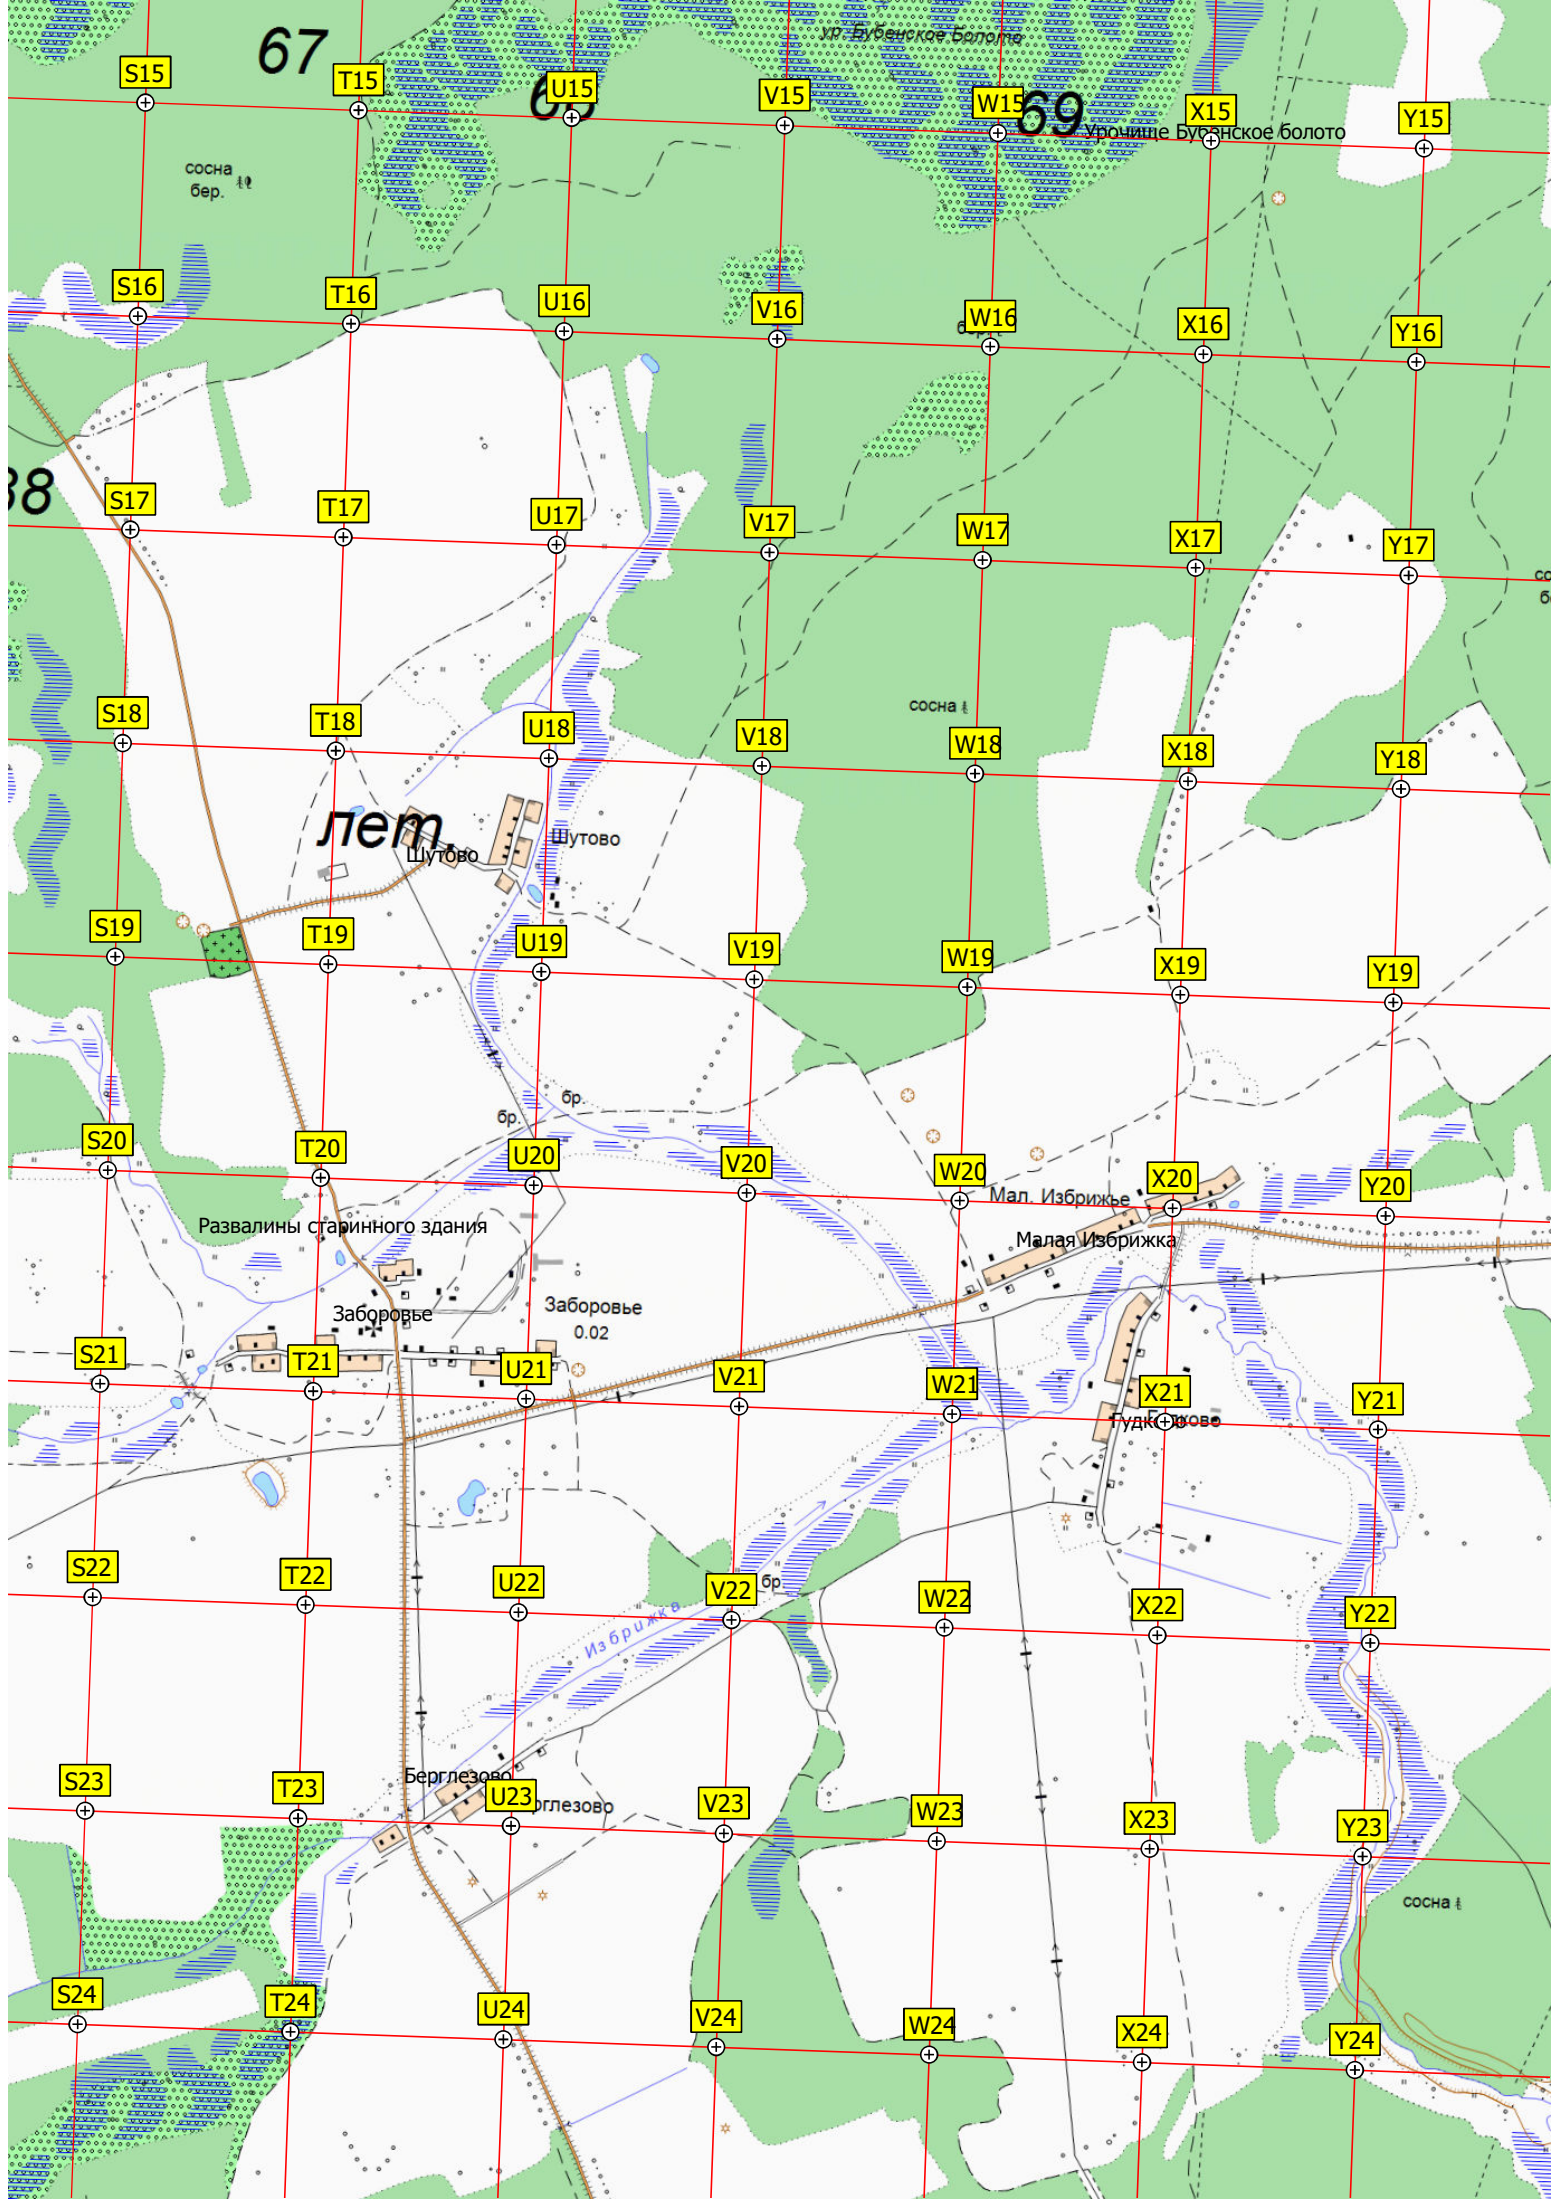 ур. Бубенское Болото
67
S15
T15
U15
V15
W15
69
X15
Y15
Урочище Бубенское болото
сосна
бер.
S16
T16
U16
V16
W16
X16
Y16
S17
T17
U17
V17
W17
X17
Y17
S18
T18
U18
V18
сосна
W18
X18
Y18
лет.
Шутово
Шутово
S19
T19
U19
V19
W19
X19
Y19
бр.
бр.
S20
T20
U20
V20
W20
X20
Y20
Мал. Избрижье
Развалины старинного здания
Малая Избрижка
Заборовье
Заборовье
0.02
S21
T21
U21
V21
W21
X21
Y21
S22
T22
U22
V22
бр.
W22
X22
Y22
Избрижка
Берглезово
S23
T23
U23
V23
W23
X23
Y23
сосна
S24
T24
U24
V24
W24
X24
Y24